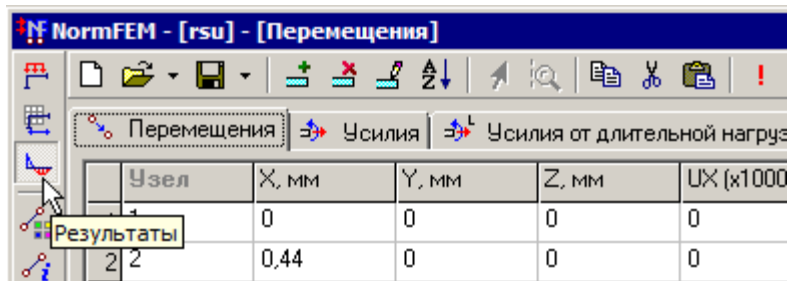 NormFEM - [rsu] - [Перемещения]
Перемещения Усилия Усилия от длительной нагруз
Узел X, мм Y, мм Z, мм UX (x1000
1 0 0 0 0
Результаты
2 2 0,44 0 0 0